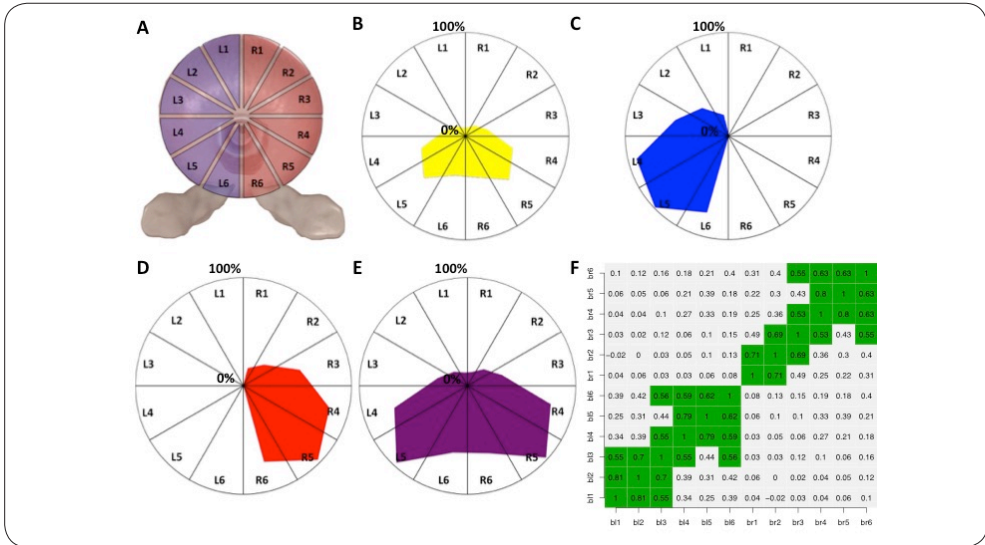 A
L1 R1
L2 R2
L3 R3
L4 R4
L5 R5
L6 R6
B
100%
L1 R1
L2 R2
L3 R3
0%
L4 R4
L5 R5
L6 R6
C
100%
L1 R1
L2 R2
L3 R3
0%
L4 R4
L5 R5
L6 R6
D
100%
L1 R1
L2 R2
L3 R3
0%
L4 R4
L5 R5
L6 R6
E
100%
L1 R1
L2 R2
L3 R3
0%
L4 R4
L5 R5
L6 R6
F
br6 0.1 0.12 0.16 0.18 0.21 0.4 0.31 0.4 0.55 0.63 0.63 1
br5 0.06 0.05 0.06 0.21 0.39 0.18 0.22 0.3 0.43 0.8 1 0.63
br4 0.04 0.04 0.1 0.27 0.33 0.19 0.25 0.36 0.53 1 0.8 0.63
br3 0.03 0.02 0.12 0.06 0.1 0.15 0.49 0.69 1 0.53 0.43 0.55
br2 −0.02 0 0.03 0.05 0.1 0.13 0.71 1 0.69 0.36 0.3 0.4
br1 0.04 0.06 0.03 0.03 0.06 0.08 1 0.71 0.49 0.25 0.22 0.31
bl6 0.39 0.42 0.56 0.59 0.62 1 0.08 0.13 0.15 0.19 0.18 0.4
bl5 0.25 0.31 0.44 0.79 1 0.62 0.06 0.1 0.1 0.33 0.39 0.21
bl4 0.34 0.39 0.55 1 0.79 0.59 0.03 0.05 0.06 0.27 0.21 0.18
bl3 0.55 0.7 1 0.55 0.44 0.56 0.03 0.03 0.12 0.1 0.06 0.16
bl2 0.81 1 0.7 0.39 0.31 0.42 0.06 0 0.02 0.04 0.05 0.12
bl1 1 0.81 0.55 0.34 0.25 0.39 0.04 −0.02 0.03 0.04 0.06 0.1
bl1 bl2 bl3 bl4 bl5 bl6 br1 br2 br3 br4 br5 br6